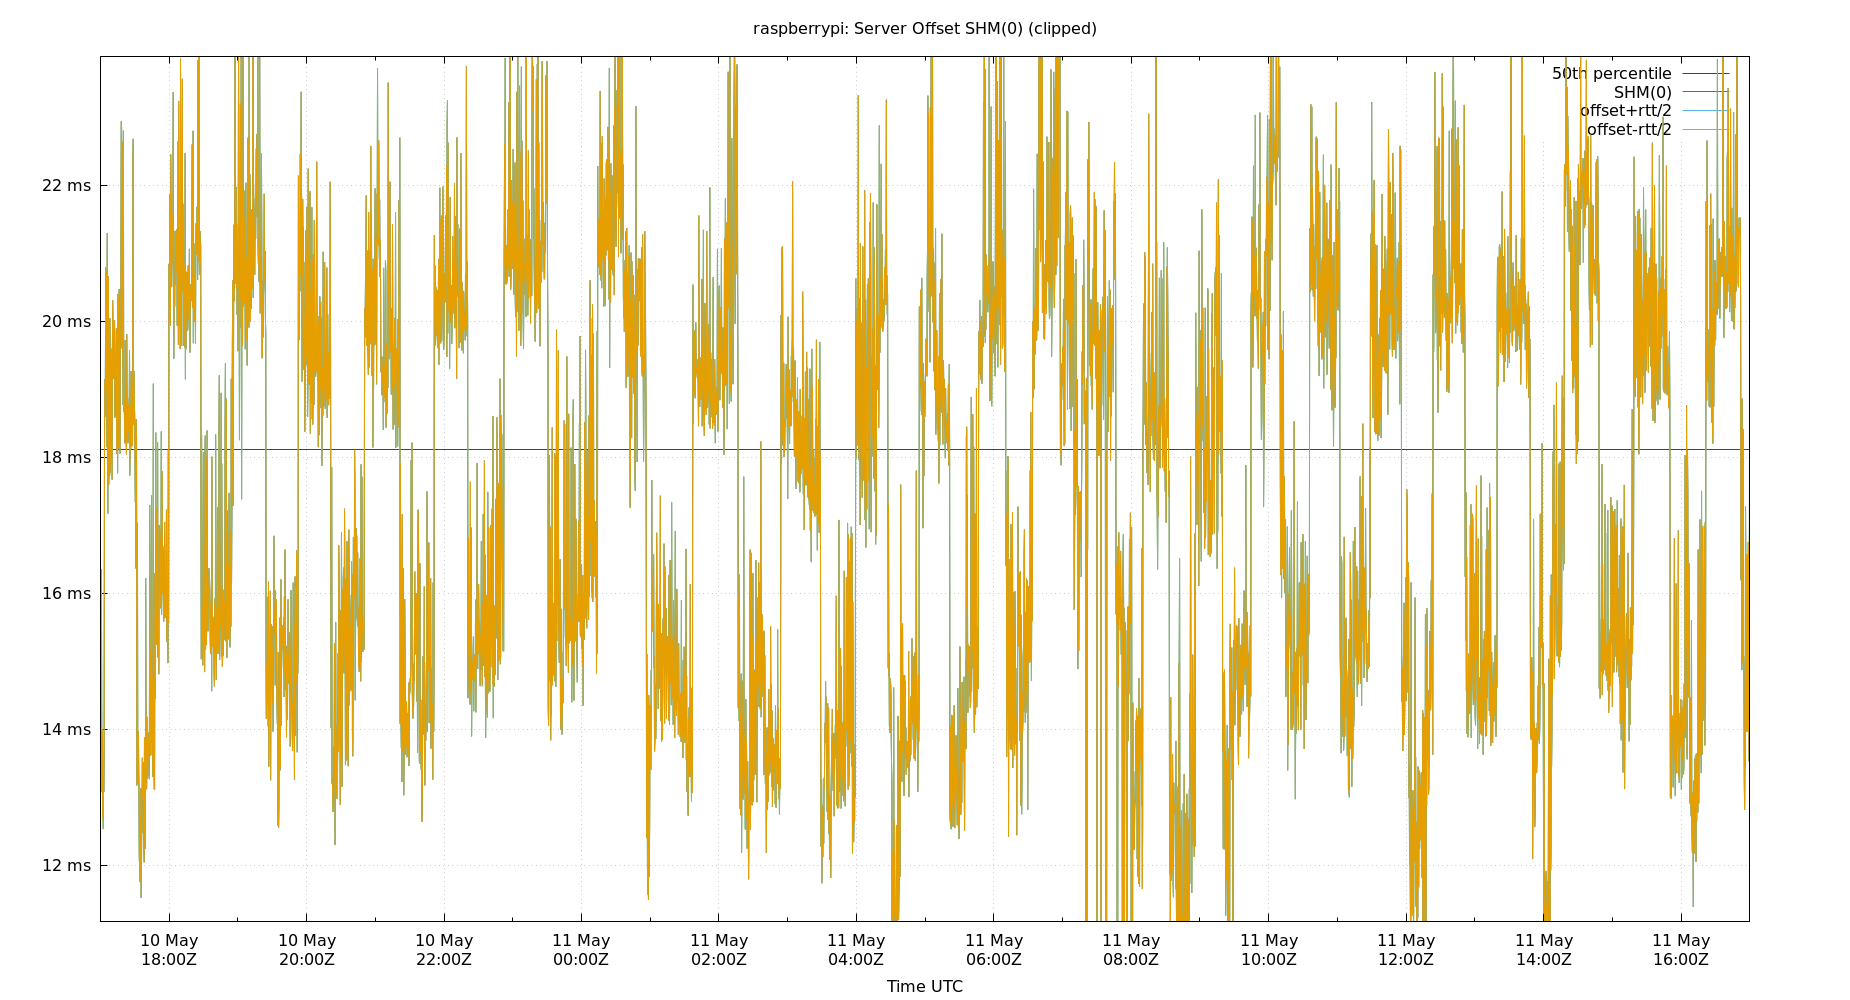 raspberrypi: Server Offset SHM(0) (clipped)
50th percentile
SHM(0)
offset+rtt/2
offset-rtt/2
22 ms
20 ms
18 ms
16 ms
14 ms
12 ms
10 May 10 May 10 May 11 May 11 May 11 May 11 May 11 May 11 May 11 May 11 May 11 May
18:00Z 20:00Z 22:00Z 00:00Z 02:00Z 04:00Z 06:00Z 08:00Z 10:00Z 12:00Z 14:00Z 16:00Z
Time UTC